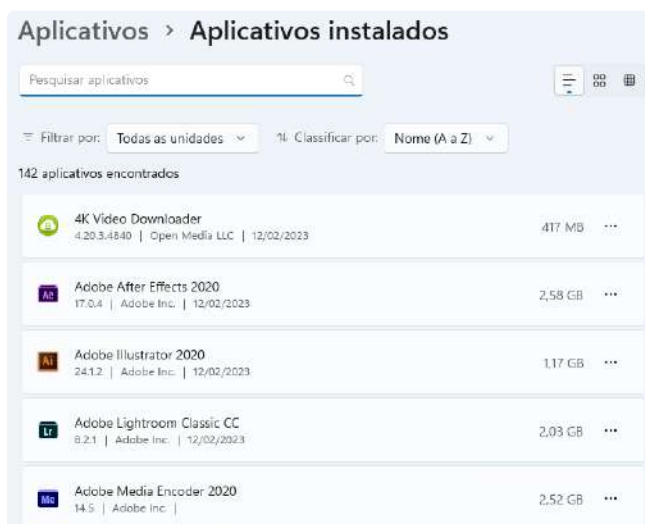 Aplicativos > Aplicativos instalados
Pesquisar aplicativos
Filtrar por: Todas as unidades Classificar por: Nome (A a Z)
142 aplicativos encontrados
4K Video Downloader
4.20.3.4840 | Open Media LLC | 12/02/2023
417 MB ...
Ae
Adobe After Effects 2020
17.0.4 | Adobe Inc. | 12/02/2023
2,58 GB ...
Ai
Adobe Illustrator 2020
24.1.2 | Adobe Inc. | 12/02/2023
1,17 GB ...
Lr
Adobe Lightroom Classic CC
8.2.1 | Adobe Inc. | 12/02/2023
2,03 GB ...
Me
Adobe Media Encoder 2020
14.5 | Adobe Inc. |
2,52 GB ...